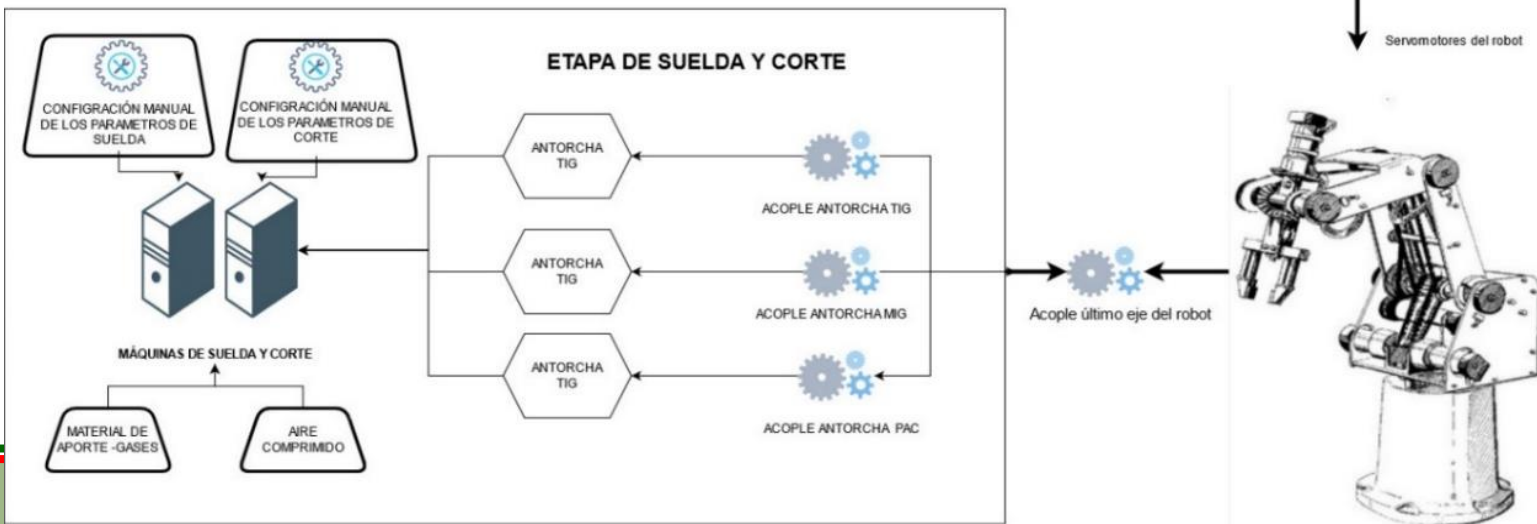 Servomotores del robot
ETAPA DE SUELDA Y CORTE
CONFIGRACIÓN MANUAL
DE LOS PARAMETROS DE
SUELDA
CONFIGRACIÓN MANUAL
DE LOS PARAMETROS DE
CORTE
ANTORCHA
TIG
ACOPLE ANTORCHA TIG
ANTORCHA
TIG
ACOPLE ANTORCHA MIG
Acople último eje del robot
MÁQUINAS DE SUELDA Y CORTE
ANTORCHA
TIG
ACOPLE ANTORCHA PAC
MATERIAL DE
APORTE -GASES
AIRE
COMPRIMIDO